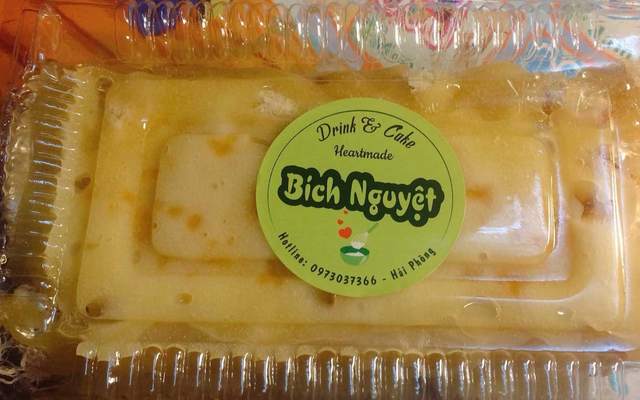 Drink & Cake
Heartmade
Bích Nguyệt
Hotline: 0973037366 - Hải Phòng